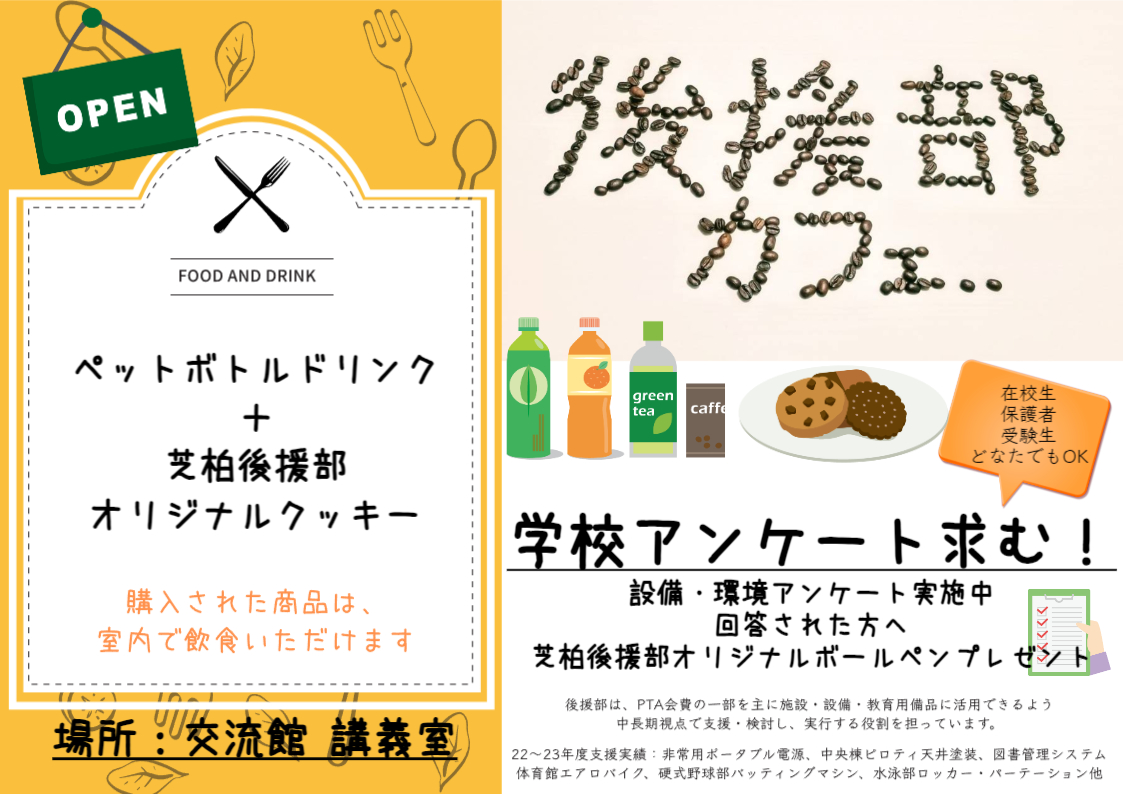 OPEN
FOOD AND DRINK
ペットボトルドリンク
＋
芝柏後援部
オリジナルクッキー
購入された商品は、
室内で飲食いただけます
場所：交流館 講義室
後援部
カフェ...
green
tea
caffe
在校生
保護者
受験生
どなたでもOK
学校アンケート求む！
設備・環境アンケート実施中
回答された方へ
芝柏後援部オリジナルボールペンプレゼント
後援部は、PTA会費の一部を主に施設・設備・教育用備品に活用できるよう
中長期視点で支援・検討し、実行する役割を担っています。
22～23年度支援実績：非常用ポータブル電源、中央棟ピロティ天井塗装、図書管理システム
体育館エアロバイク、硬式野球部バッティングマシン、水泳部ロッカー・パーテーション他